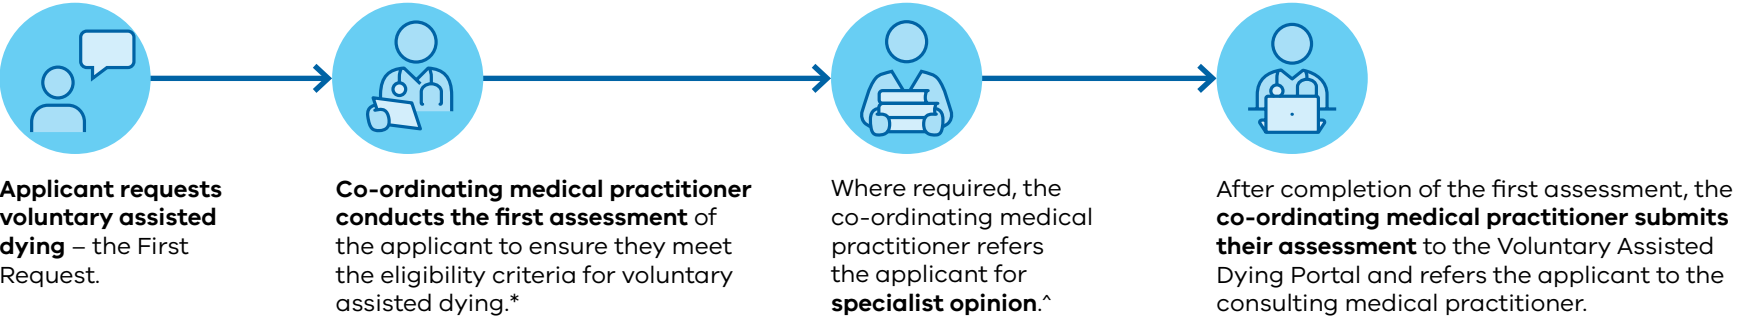 Applicant requests
voluntary assisted
dying – the First
Request.
Co-ordinating medical practitioner
conducts the first assessment of
the applicant to ensure they meet
the eligibility criteria for voluntary
assisted dying.*
Where required, the
co-ordinating medical
practitioner refers
the applicant for
specialist opinion.^
After completion of the first assessment, the
co-ordinating medical practitioner submits
their assessment to the Voluntary Assisted
Dying Portal and refers the applicant to the
consulting medical practitioner.